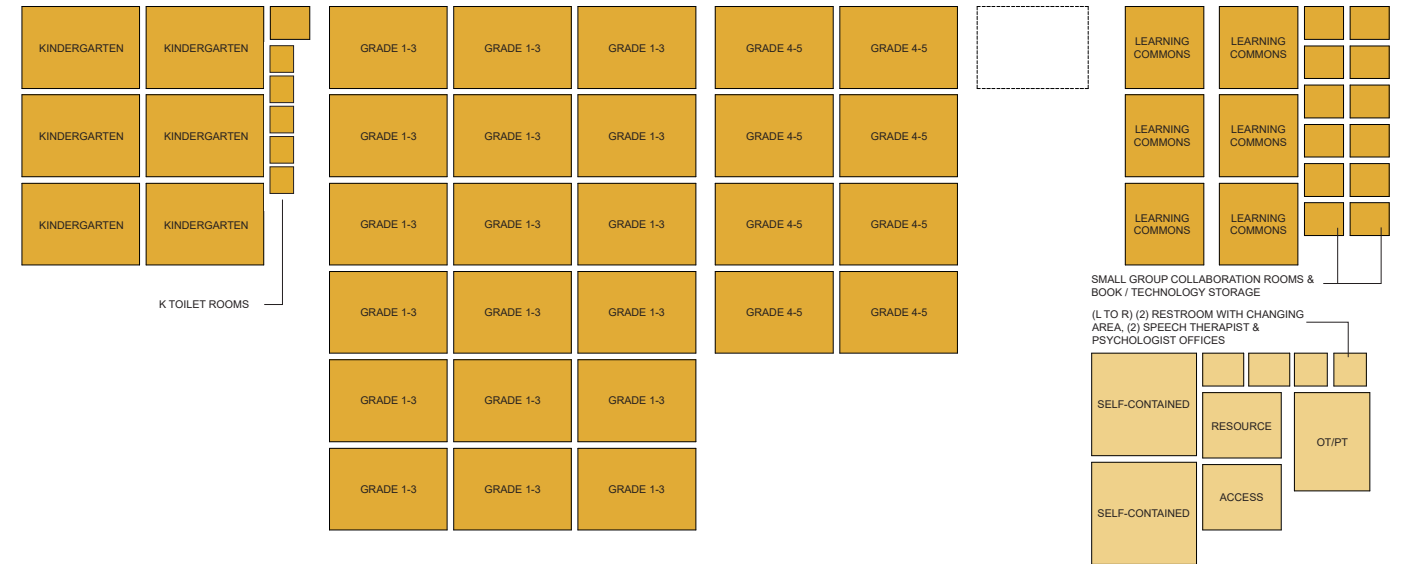 KINDERGARTEN
KINDERGARTEN
GRADE 1-3
GRADE 1-3
GRADE 1-3
GRADE 4-5
GRADE 4-5
LEARNING
COMMONS
LEARNING
COMMONS
KINDERGARTEN
KINDERGARTEN
GRADE 1-3
GRADE 1-3
GRADE 1-3
GRADE 4-5
GRADE 4-5
LEARNING
COMMONS
LEARNING
COMMONS
KINDERGARTEN
KINDERGARTEN
GRADE 1-3
GRADE 1-3
GRADE 1-3
GRADE 4-5
GRADE 4-5
LEARNING
COMMONS
LEARNING
COMMONS
K TOILET ROOMS
GRADE 1-3
GRADE 1-3
GRADE 1-3
GRADE 4-5
GRADE 4-5
SMALL GROUP COLLABORATION ROOMS &
BOOK / TECHNOLOGY STORAGE
(L TO R) (2) RESTROOM WITH CHANGING
AREA, (2) SPEECH THERAPIST &
PSYCHOLOGIST OFFICES
GRADE 1-3
GRADE 1-3
GRADE 1-3
SELF-CONTAINED
RESOURCE
OT/PT
GRADE 1-3
GRADE 1-3
GRADE 1-3
ACCESS
SELF-CONTAINED